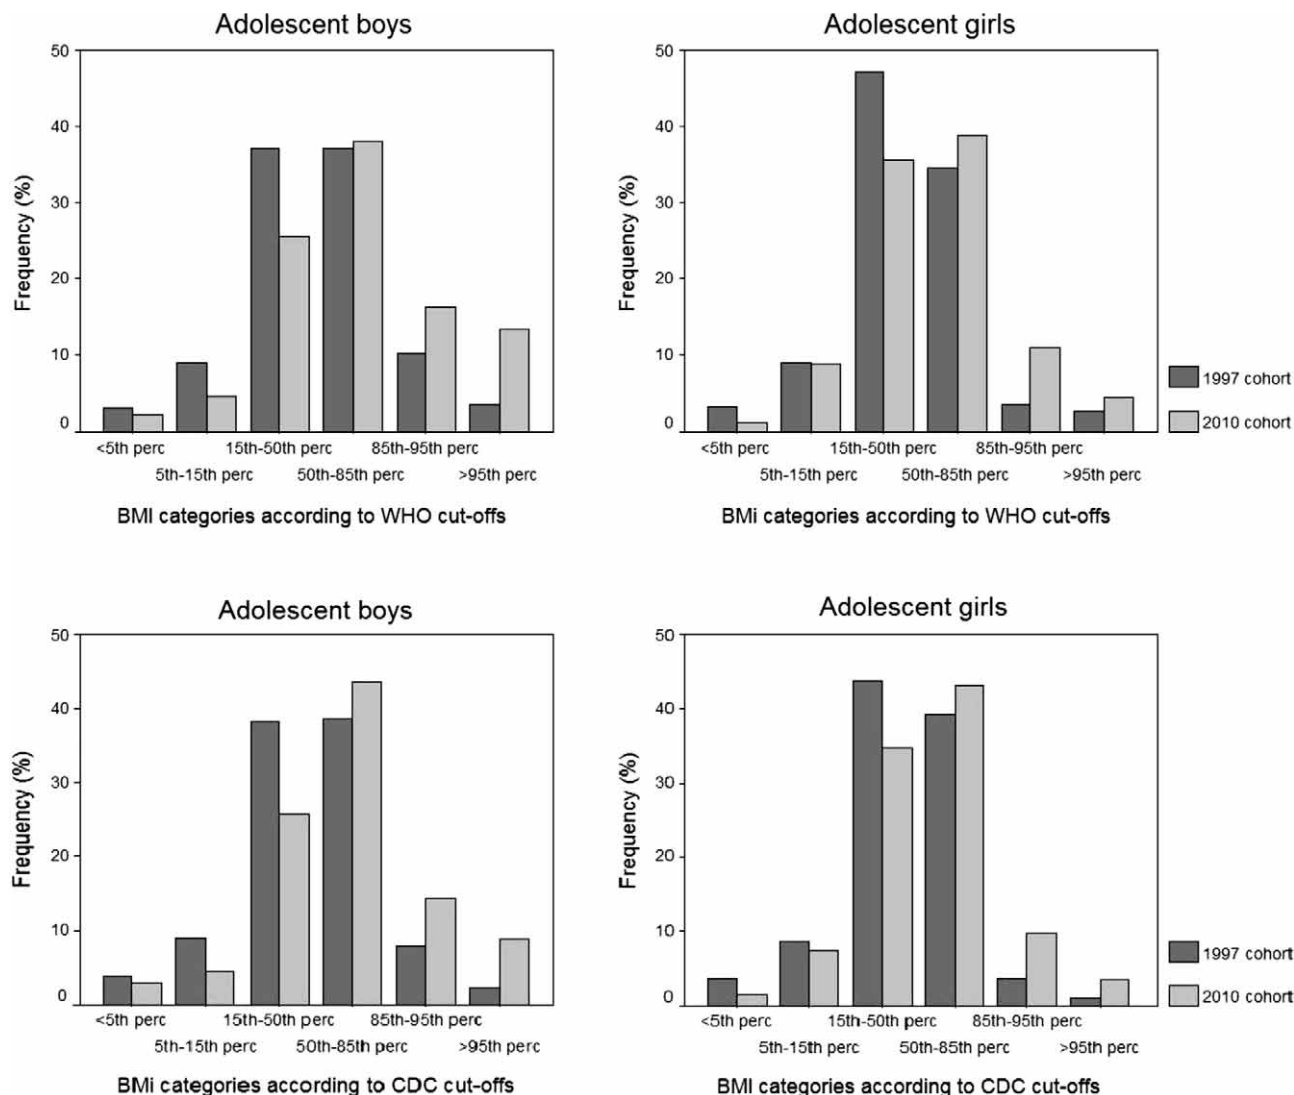 Adolescent boys
50
40
30
20
10
0
Frequency (%)
<5th perc 15th-50th perc 85th-95th perc
5th-15th perc 50th-85th perc >95th perc
BMI categories according to WHO cut-offs
Adolescent girls
50
40
30
20
10
0
Frequency (%)
<5th perc 15th-50th perc 85th-95th perc
5th-15th perc 50th-85th perc >95th perc
BMi categories according to WHO cut-offs
1997 cohort
2010 cohort
Adolescent boys
50
40
30
20
10
0
Frequency (%)
<5th perc 15th-50th perc 85th-95th perc
5th-15th perc 50th-85th perc >95th perc
BMi categories according to CDC cut-offs
Adolescent girls
50
40
30
20
10
0
Frequency (%)
<5th perc 15th-50th perc 85th-95th perc
5th-15th perc 50th-85th perc >95th perc
BMI categories according to CDC cut-offs
1997 cohort
2010 cohort